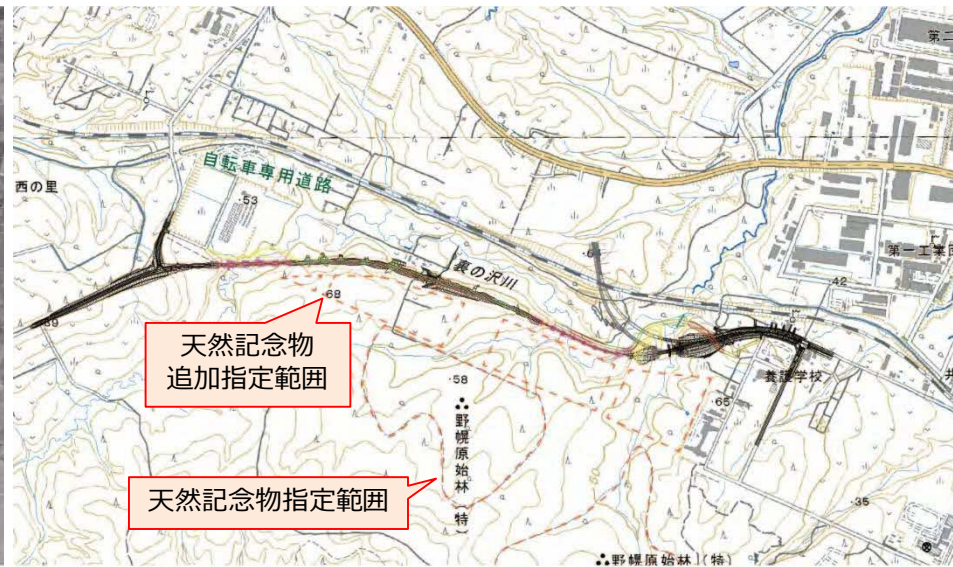 第二
自転車専用道路
西の里
・53
裏の沢川
第一工業団
・42
・68
天然記念物
追加指定範囲
養護学校
・58
・65
野幌原始林（特）
天然記念物指定範囲
・35
野幌原始林（特）